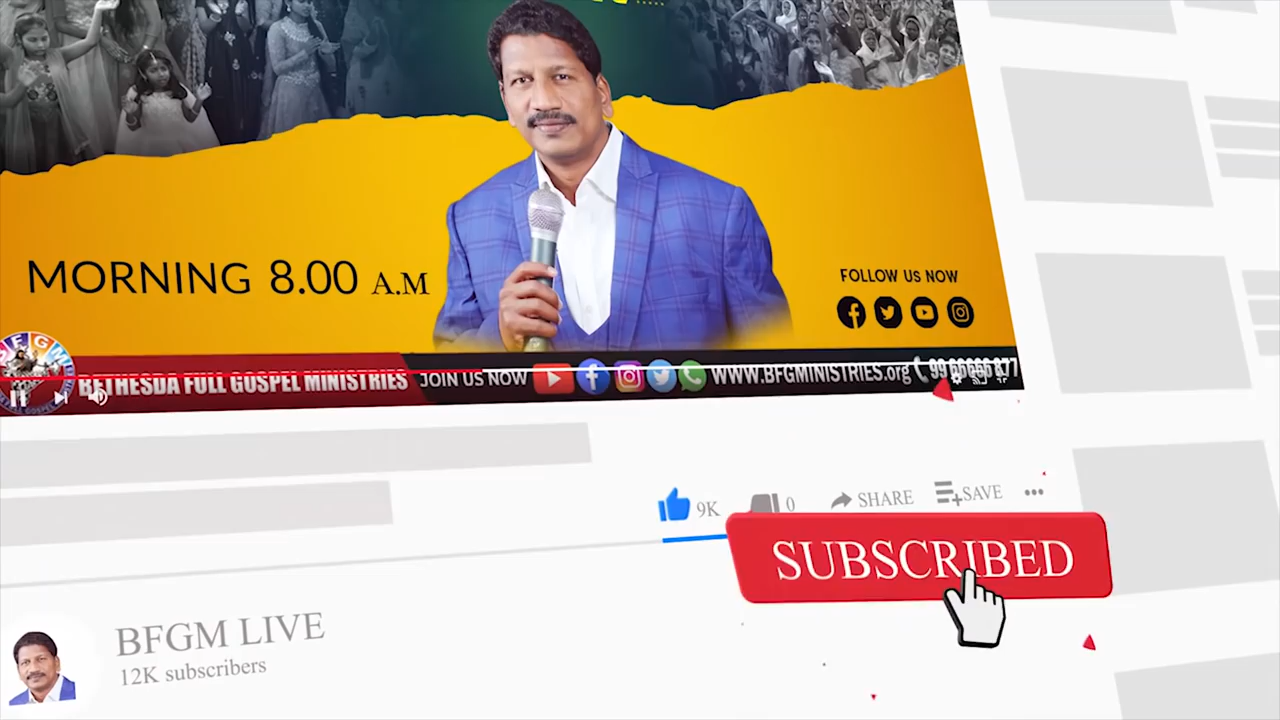 MORNING 8.00 A.M
FOLLOW US NOW
BFGM
BETHESDA FULL GOSPEL MINISTRIES
JOIN US NOW
WWW.BFGMINISTRIES.org
9K
0
SHARE
SAVE
SUBSCRIBED
BFGM LIVE
12K subscribers